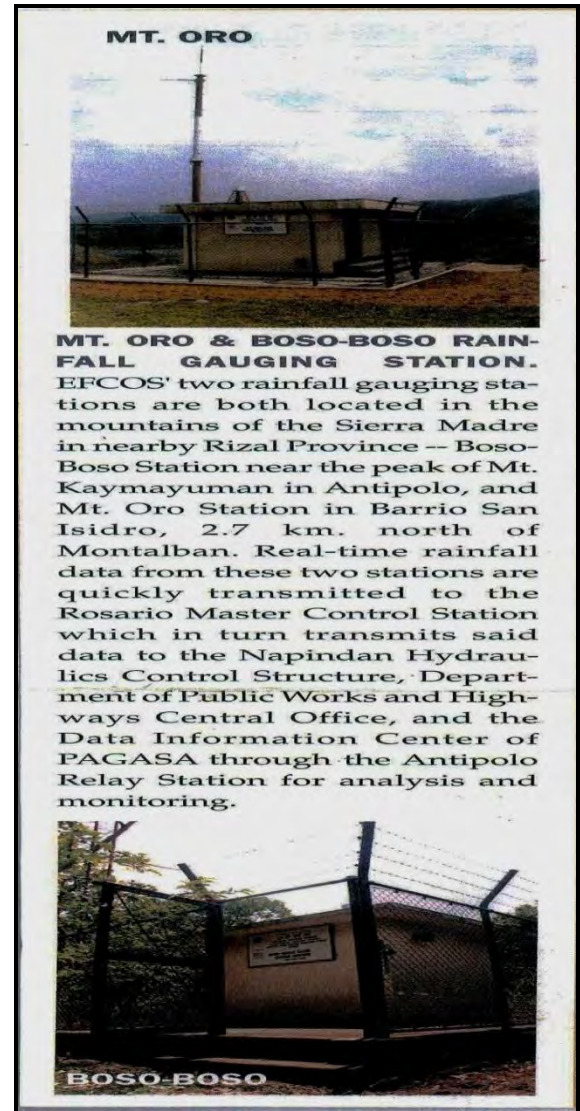 MT. ORO
MT. ORO & BOSO-BOSO RAIN-
FALL GAUGING STATION.
EFCOS' two rainfall gauging sta-
tions are both located in the
mountains of the Sierra Madre
in nearby Rizal Province -- Boso-
Boso Station near the peak of Mt.
Kaymayuman in Antipolo, and
Mt. Oro Station in Barrio San
Isidro, 2.7 km. north of
Montalban. Real-time rainfall
data from these two stations are
quickly transmitted to the
Rosario Master Control Station
which in turn transmits said
data to the Napindan Hydrau-
lics Control Structure, Depart-
ment of Public Works and High-
ways Central Office, and the
Data Information Center of
PAGASA through the Antipolo
Relay Station for analysis and
monitoring.
BOSO-BOSO